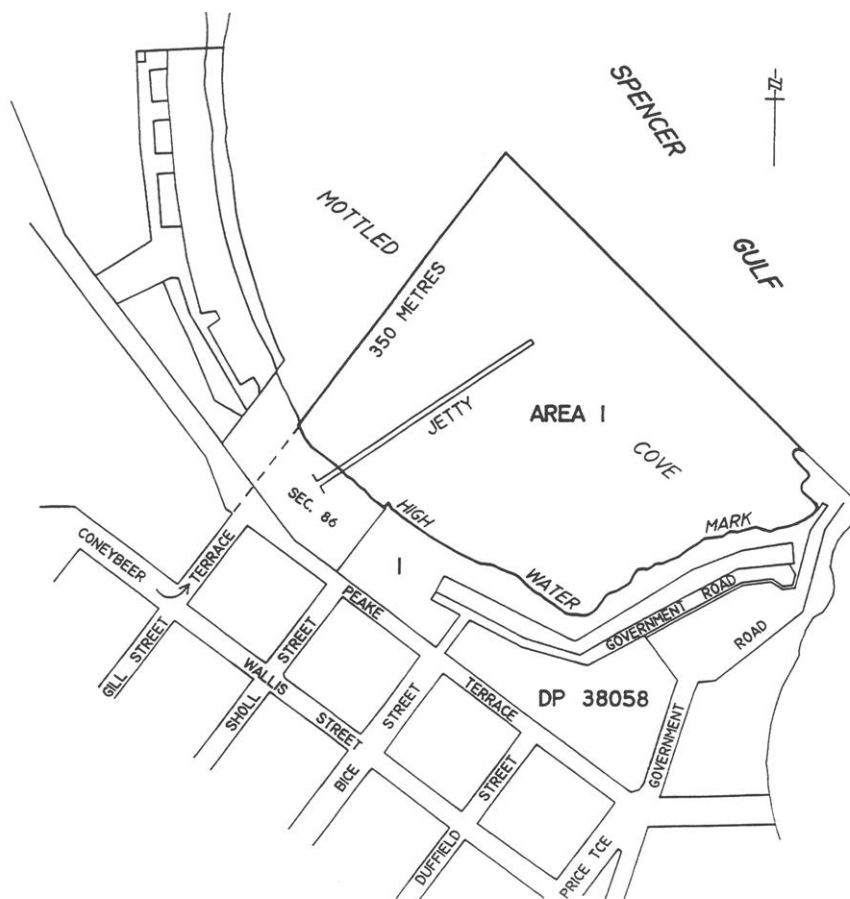 SPENCER
GULF
N
MOTTLED
COVE
350 METRES
JETTY
AREA 1
HIGH
WATER
MARK
SEC. 86
1
CONEYBEER
TERRACE
GILL STREET
SHOLL
STREET
WALLIS
STREET
PEAKE
TERRACE
BICE
STREET
DUFFIELD
STREET
PRICE TCE
GOVERNMENT ROAD
GOVERNMENT
ROAD
DP 38058